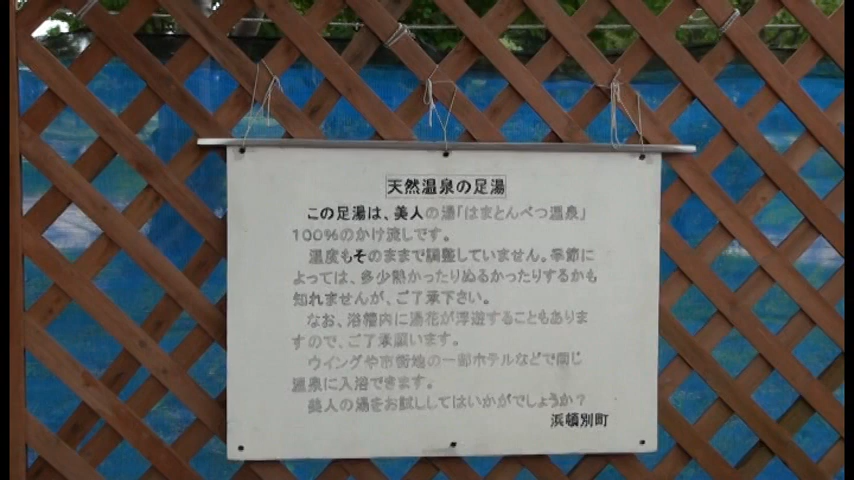 天然温泉の足湯
この足湯は、美人の湯「はまとんべつ温泉」
100％のかけ流しです。
温度もそのままで調整していません。季節に
よっては、多少熱かったりぬるかったりするかも
知れませんが、ご了承下さい。
なお、浴槽内に湯花が浮遊することもありま
すので、ご了承願います。
ウイングや市街地の一部ホテルなどで同じ
温泉に入浴できます。
美人の湯をお試ししてはいかがでしょうか？
浜頓別町